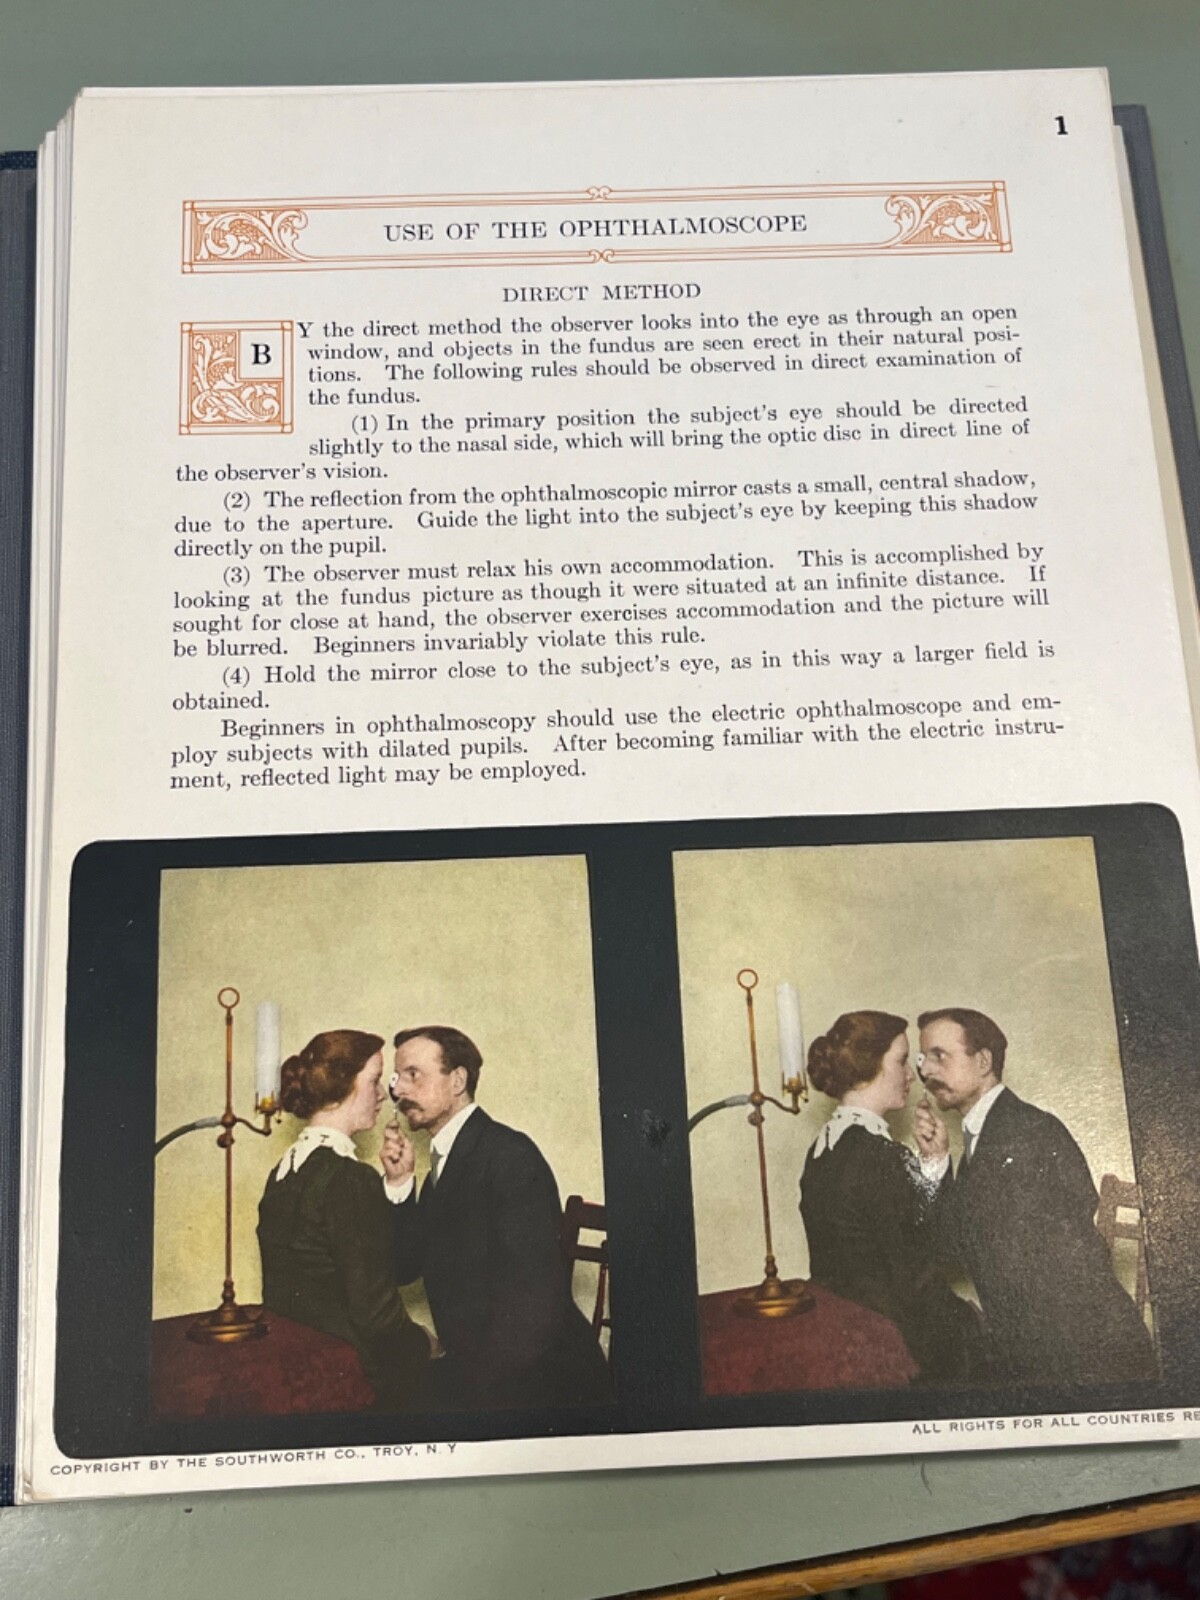 1
USE OF THE OPHTHALMOSCOPE
DIRECT METHOD
BY the direct method the observer looks into the eye as through an open
window, and objects in the fundus are seen erect in their natural posi-
tions. The following rules should be observed in direct examination of
the fundus.
(1) In the primary position the subject's eye should be directed
slightly to the nasal side, which will bring the optic disc in direct line of
the observer's vision.
(2) The reflection from the ophthalmoscopic mirror casts a small, central shadow,
due to the aperture. Guide the light into the subject's eye by keeping this shadow
directly on the pupil.
(3) The observer must relax his own accommodation. This is accomplished by
looking at the fundus picture as though it were situated at an infinite distance. If
sought for close at hand, the observer exercises accommodation and the picture will
be blurred. Beginners invariably violate this rule.
(4) Hold the mirror close to the subject's eye, as in this way a larger field is
obtained.
Beginners in ophthalmoscopy should use the electric ophthalmoscope and em-
ploy subjects with dilated pupils. After becoming familiar with the electric instru-
ment, reflected light may be employed.
COPYRIGHT BY THE SOUTHWORTH CO., TROY, N. Y
ALL RIGHTS FOR ALL COUNTRIES RE